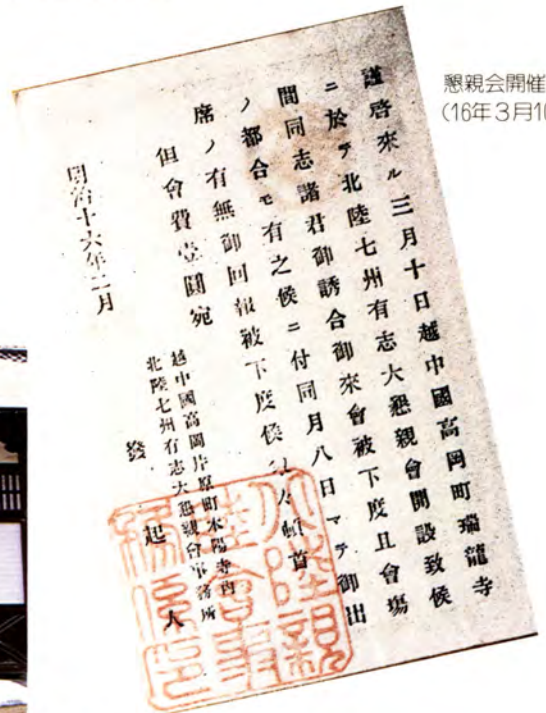 謹啓來ル三月十日越中國高岡町瑞龍寺
ニ於テ北陸七州有志大懇親會開設致候
間同志諸君御誘合御來會被下度且會場
ノ都合モ有之候ニ付同月八日マテ御出
席ノ有無御回報被下度候 頓首
但會費壹圓宛
明治十六年二月
越中國高岡片原町本陽寺內
北陸七州有志大懇親會事務所
發起人
懇親会開催
(16年3月10